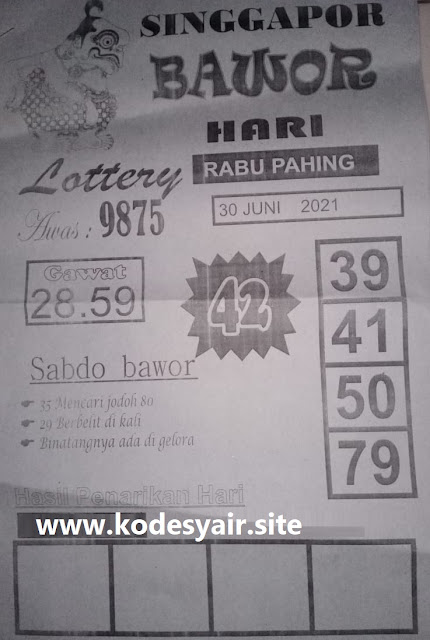 SINGGAPOR
BAWOR
HARI
Lottery
RABU PAHING
Awas : 9875
30 JUNI 2021
Gawat
28.59
42
39
41
50
79
Sabdo bawor
☛ 35 Mencari jodoh 80
☛ 29 Berbelit di kali
☛ Binatangnya ada di gelora
Hasil Penarikan Hari
www.kodesyair.site